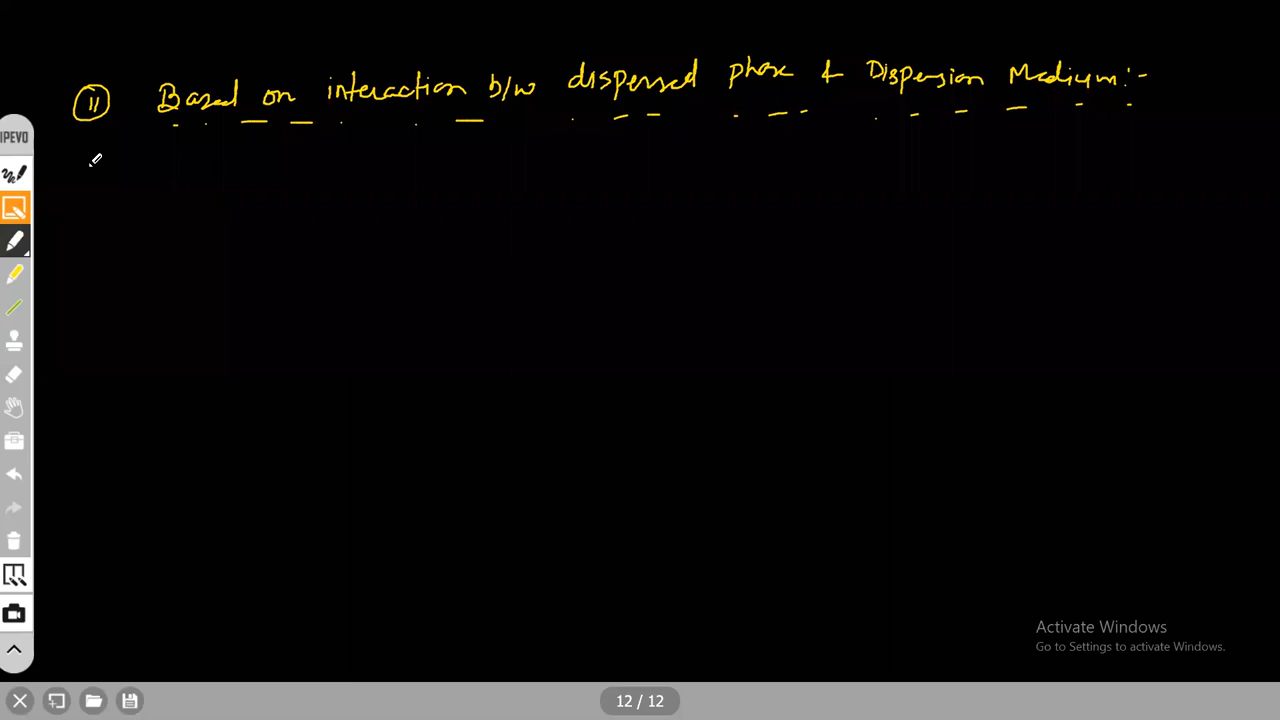 (ii) Based on interaction b/w dispersed phase & Dispersion Medium:-
IPEVO
Activate Windows
Go to Settings to activate Windows.
12 / 12